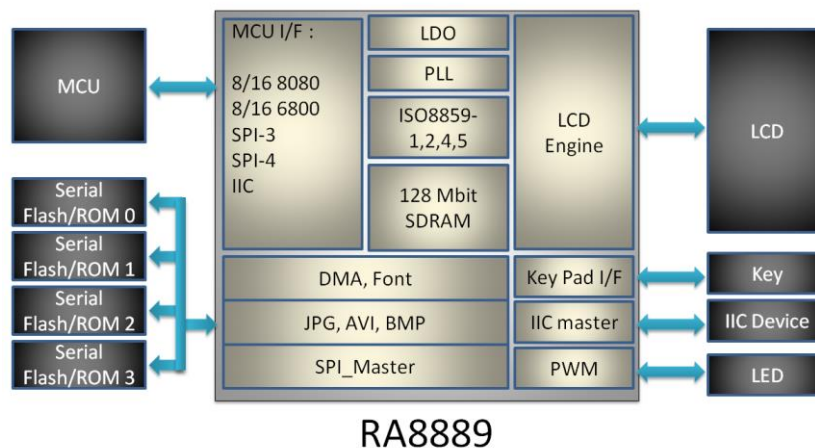 MCU
Serial
Flash/ROM 0
Serial
Flash/ROM 1
Serial
Flash/ROM 2
Serial
Flash/ROM 3
MCU I/F :
8/16 8080
8/16 6800
SPI-3
SPI-4
IIC
LDO
PLL
ISO8859-
1,2,4,5
128 Mbit
SDRAM
LCD
Engine
DMA, Font
JPG, AVI, BMP
SPI_Master
Key Pad I/F
IIC master
PWM
LCD
Key
IIC Device
LED
RA8889